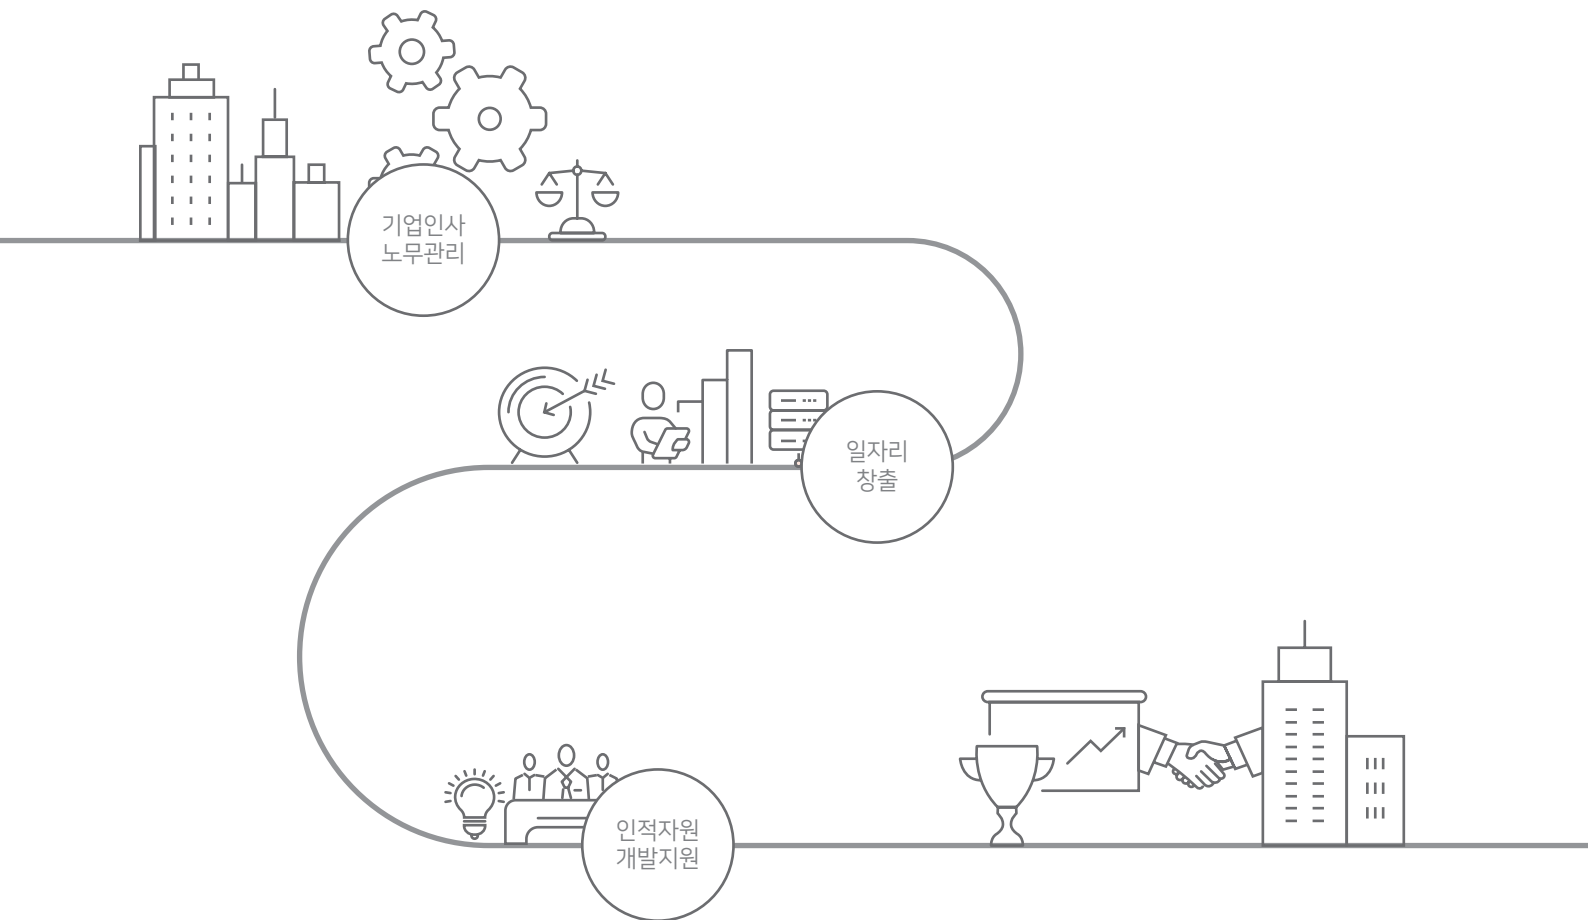 기업인사
노무관리
일자리
창출
인적자원
개발지원